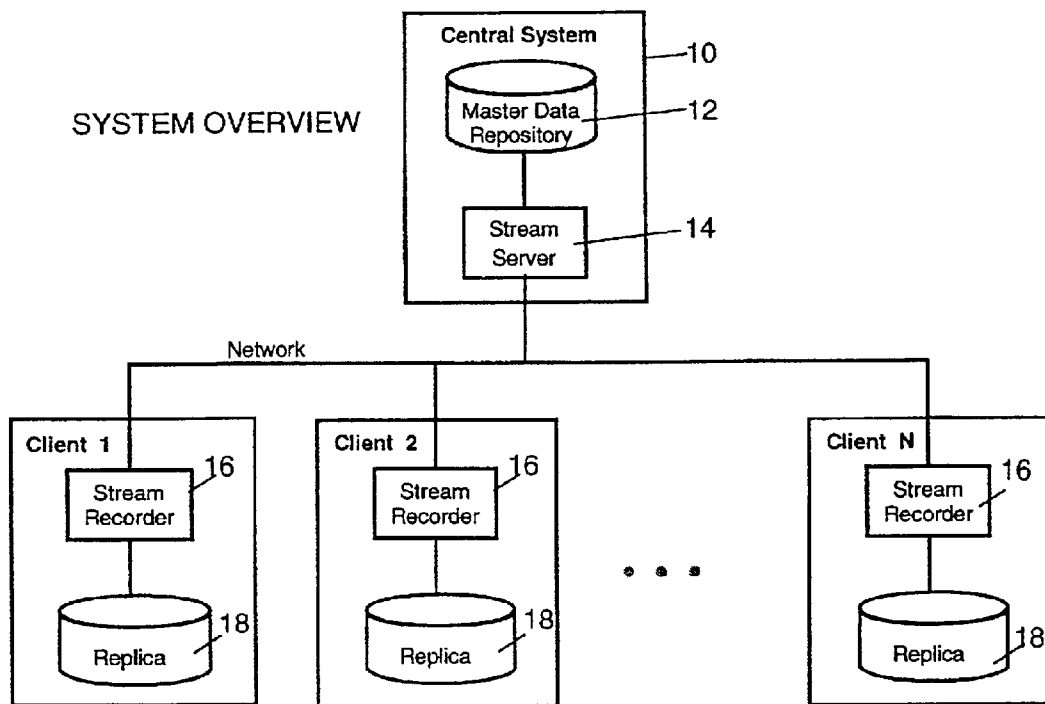 Central System
10
SYSTEM OVERVIEW
Master Data
Repository
12
Stream
Server
14
Network
Client 1
16
Stream
Recorder
18
Replica
Client 2
16
Stream
Recorder
18
Replica
Client N
16
Stream
Recorder
18
Replica